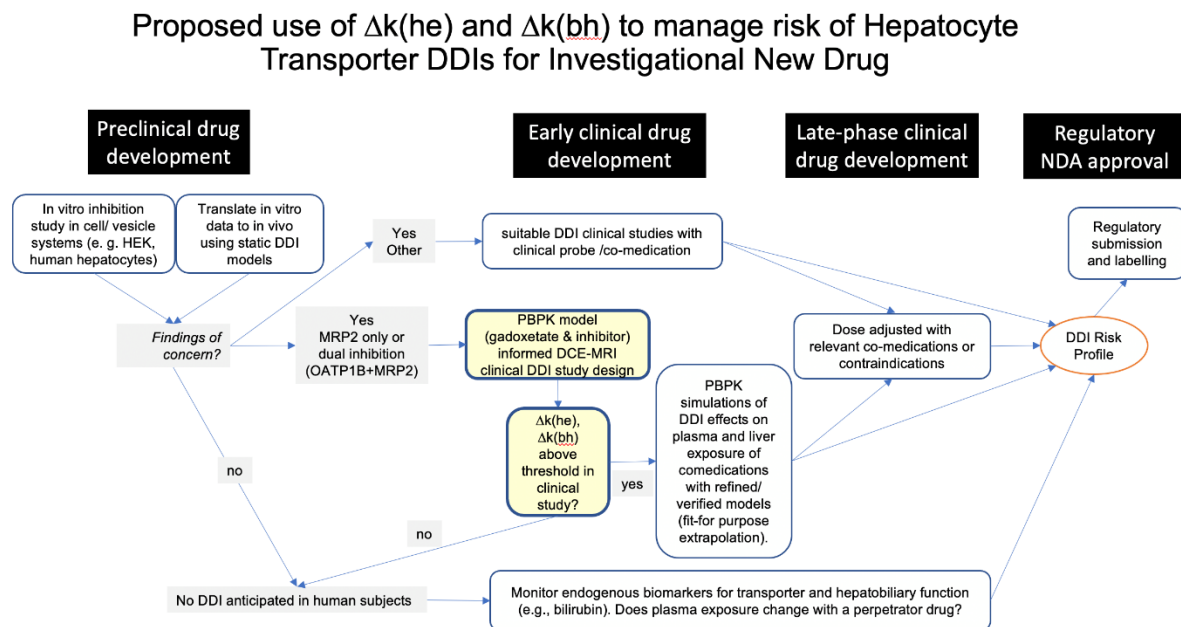 Proposed use of Δk(he) and Δk(bh) to manage risk of Hepatocyte
Transporter DDIs for Investigational New Drug
Preclinical drug
development
Early clinical drug
development
Late-phase clinical
drug development
Regulatory
NDA approval
In vitro inhibition
study in cell/ vesicle
systems (e. g. HEK,
human hepatocytes)
Translate in vitro
data to in vivo
using static DDI
models
Yes
Other
suitable DDI clinical studies with
clinical probe /co-medication
Regulatory
submission
and labelling
Findings of
concern?
Yes
MRP2 only or
dual inhibition
(OATP1B+MRP2)
PBPK model
(gadoxetate & inhibitor)
informed DCE-MRI
clinical DDI study design
Dose adjusted with
relevant co-medications or
contraindications
DDI Risk
Profile
Δk(he),
Δk(bh)
above
threshold in
clinical
study?
yes
PBPK
simulations of
DDI effects on
plasma and liver
exposure of
comedications
with refined/
verified models
(fit-for purpose
extrapolation).
no
no
No DDI anticipated in human subjects
Monitor endogenous biomarkers for transporter and hepatobiliary function
(e.g., bilirubin). Does plasma exposure change with a perpetrator drug?